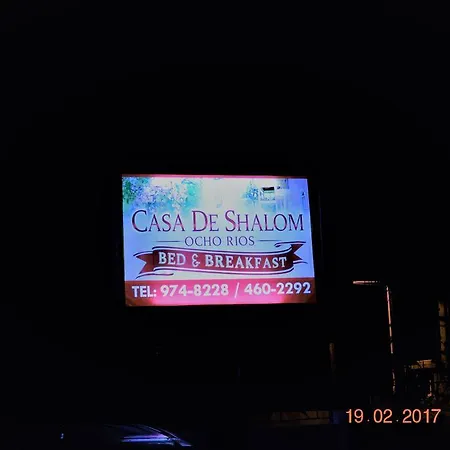 CASA DE SHALOM
OCHO RIOS
BED & BREAKFAST
TEL: 974-8228 / 460-2292
19.02.2017